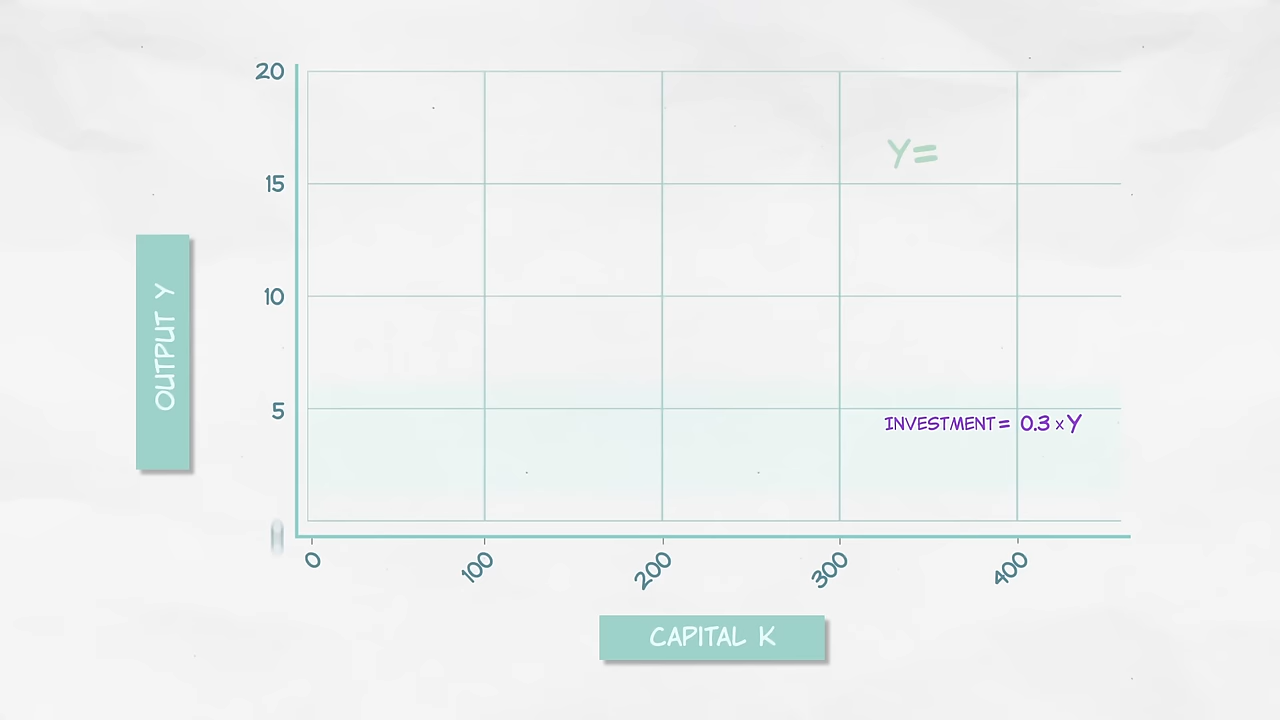 20
Y=
15
OUTPUT Y
10
5
INVESTMENT= 0.3 x Y
0
100
200
300
400
CAPITAL K